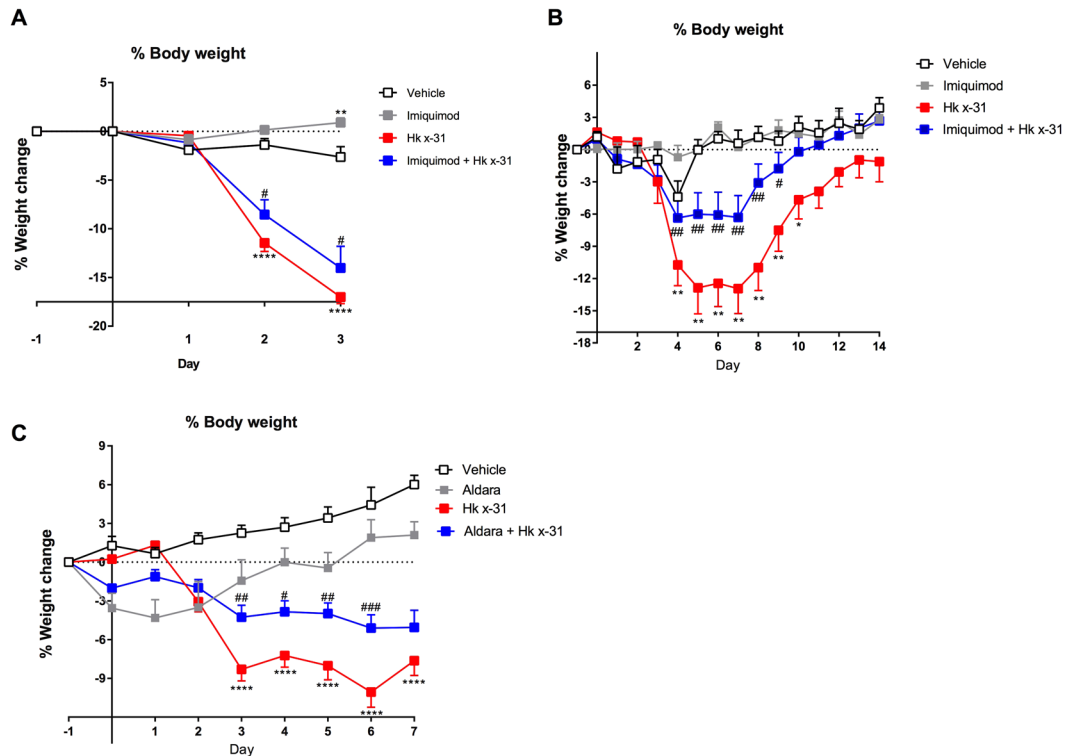 A
% Body weight
5
0
-5
-10
-15
-20
% Weight change
-1
1
2
3
Day
Vehicle
Imiquimod
Hk x-31
Imiquimod + Hk x-31
**
#
#
****
****
B
% Body weight
6
3
0
-3
-6
-9
-12
-15
-18
% Weight change
0
2
4
6
8
10
12
14
Day
Vehicle
Imiquimod
Hk x-31
Imiquimod + Hk x-31
## ## ## ## ## #
** ** ** ** ** ** *
C
% Body weight
9
6
3
0
-3
-6
-9
% Weight change
-1
1
2
3
4
5
6
7
Day
Vehicle
Aldara
Hk x-31
Aldara + Hk x-31
## # ## ###
**** **** **** **** ****